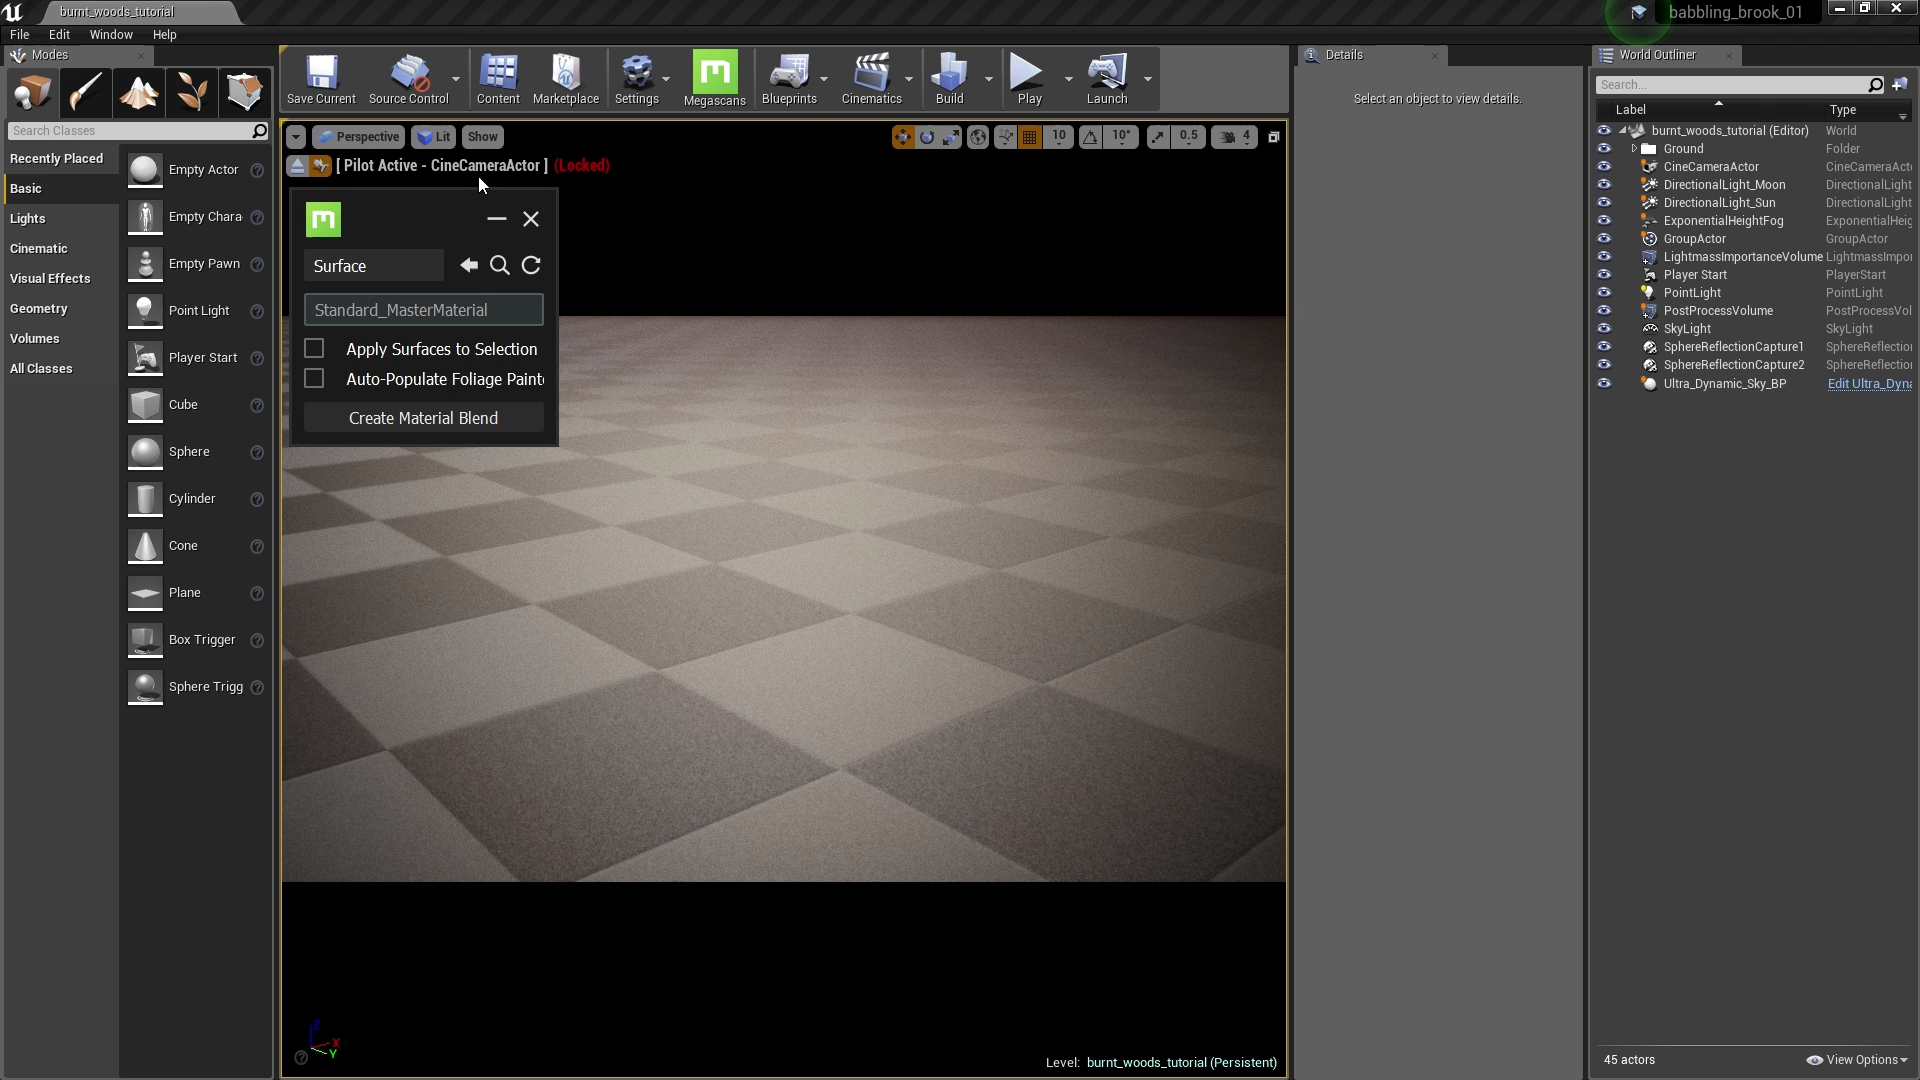 burnt_woods_tutorial
babbling_brook_01
File Edit Window Help
Modes
Search Classes
Recently Placed
Basic
Lights
Cinematic
Visual Effects
Geometry
Volumes
All Classes
Empty Actor
Empty Chara
Empty Pawn
Point Light
Player Start
Cube
Sphere
Cylinder
Cone
Plane
Box Trigger
Sphere Trigg
Save Current Source Control Content Marketplace Settings Megascans Blueprints Cinematics Build Play Launch
Perspective Lit Show 10 10° 0.5 4
[ Pilot Active - CineCameraActor ] (Locked)
Surface
Standard_MasterMaterial
Apply Surfaces to Selection
Auto-Populate Foliage Paint
Create Material Blend
Z
X
Y
Level: burnt_woods_tutorial (Persistent)
Details
Select an object to view details.
World Outliner
Search...
Label Type
burnt_woods_tutorial (Editor) World
Ground Folder
CineCameraActor CineCameraActo
DirectionalLight_Moon DirectionalLight
DirectionalLight_Sun DirectionalLight
ExponentialHeightFog ExponentialHeig
GroupActor GroupActor
LightmassImportanceVolume LightmassImpor
Player Start PlayerStart
PointLight PointLight
PostProcessVolume PostProcessVol
SkyLight SkyLight
SphereReflectionCapture1 SphereReflection
SphereReflectionCapture2 SphereReflection
Ultra_Dynamic_Sky_BP Edit Ultra_Dyna
45 actors View Options